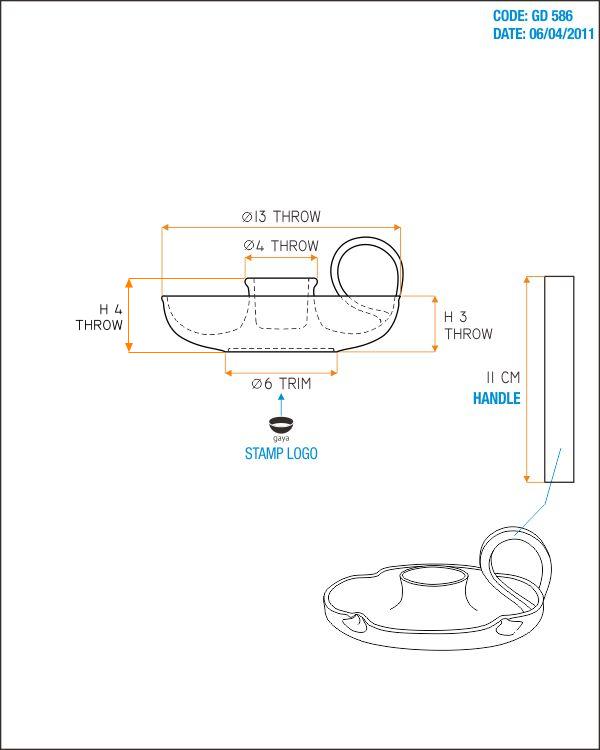 CODE: GD 586
DATE: 06/04/2011
Ø13 THROW
Ø4 THROW
H 4
THROW
H 3
THROW
Ø6 TRIM
gaya
STAMP LOGO
11 CM
HANDLE